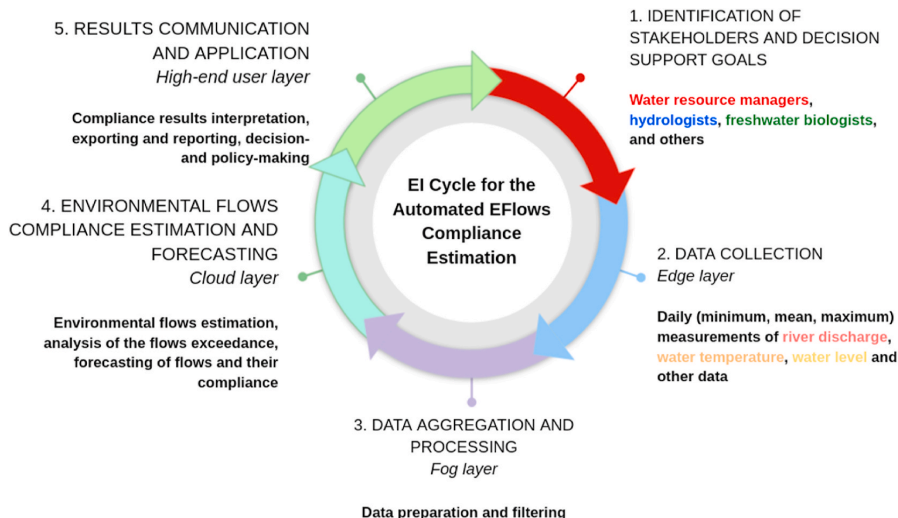 1. IDENTIFICATION OF
STAKEHOLDERS AND DECISION
SUPPORT GOALS
Water resource managers,
hydrologists, freshwater biologists,
and others
2. DATA COLLECTION
Edge layer
Daily (minimum, mean, maximum)
measurements of river discharge,
water temperature, water level and
other data
3. DATA AGGREGATION AND
PROCESSING
Fog layer
Data preparation and filtering
4. ENVIRONMENTAL FLOWS
COMPLIANCE ESTIMATION AND
FORECASTING
Cloud layer
Environmental flows estimation,
analysis of the flows exceedance,
forecasting of flows and their
compliance
5. RESULTS COMMUNICATION
AND APPLICATION
High-end user layer
Compliance results interpretation,
exporting and reporting, decision-
and policy-making
EI Cycle for the
Automated EFlows
Compliance
Estimation